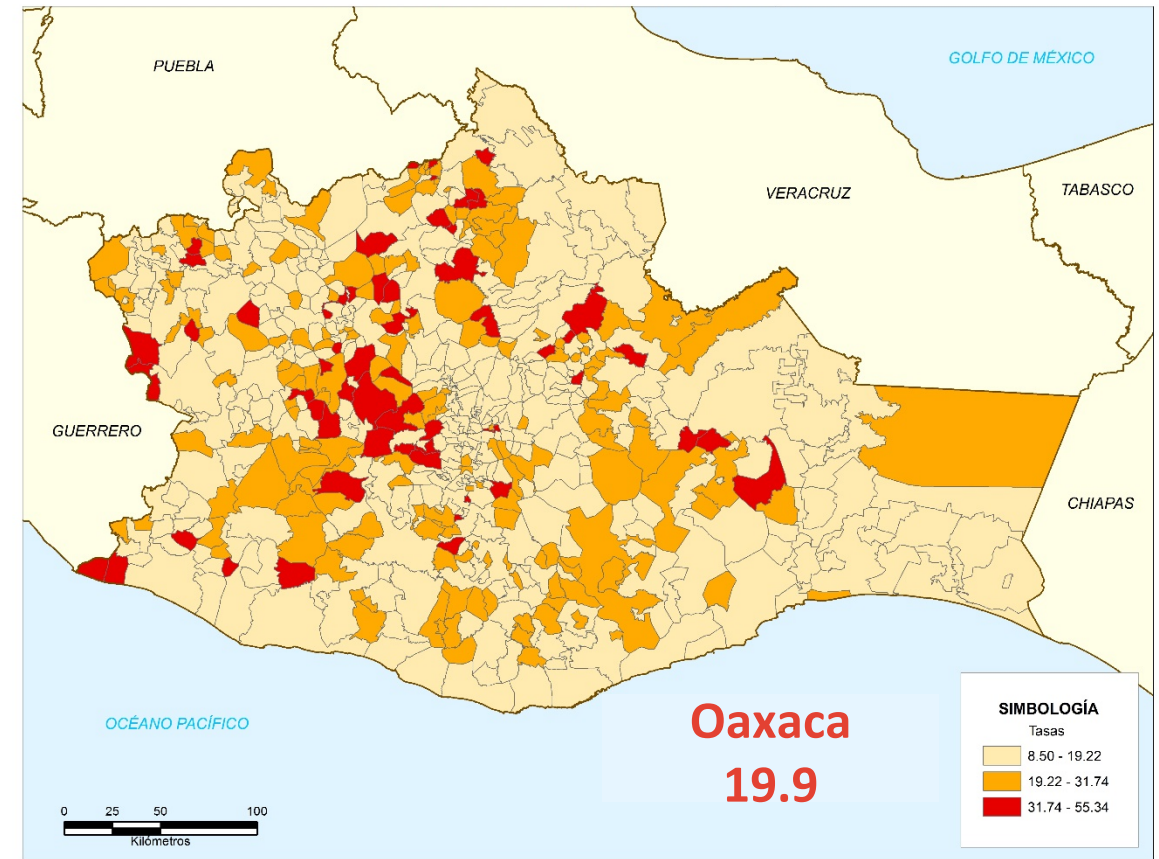 PUEBLA
GOLFO DE MÉXICO
VERACRUZ
TABASCO
GUERRERO
CHIAPAS
OCÉANO PACÍFICO
Oaxaca
19.9
SIMBOLOGÍA
Tasas
8.50 - 19.22
19.22 - 31.74
31.74 - 55.34
0 25 50 100
Kilómetros